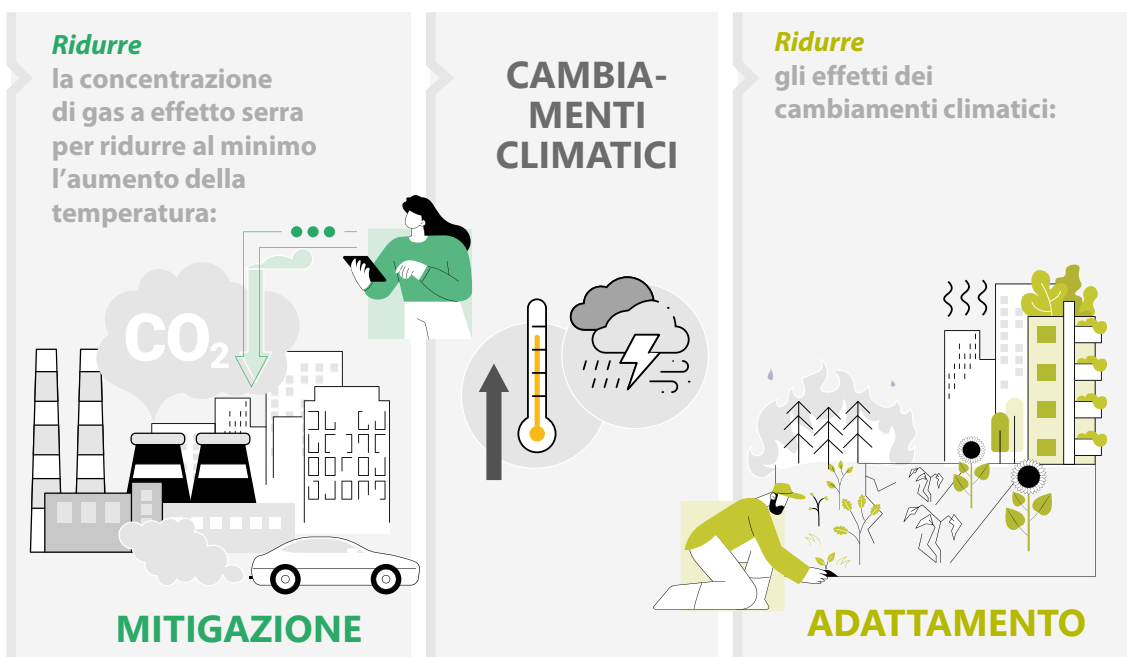 Ridurre
la concentrazione
di gas a effetto serra
per ridurre al minimo
l’aumento della
temperatura:
CO₂
MITIGAZIONE
CAMBIA-
MENTI
CLIMATICI
Ridurre
gli effetti dei
cambiamenti climatici:
ADATTAMENTO